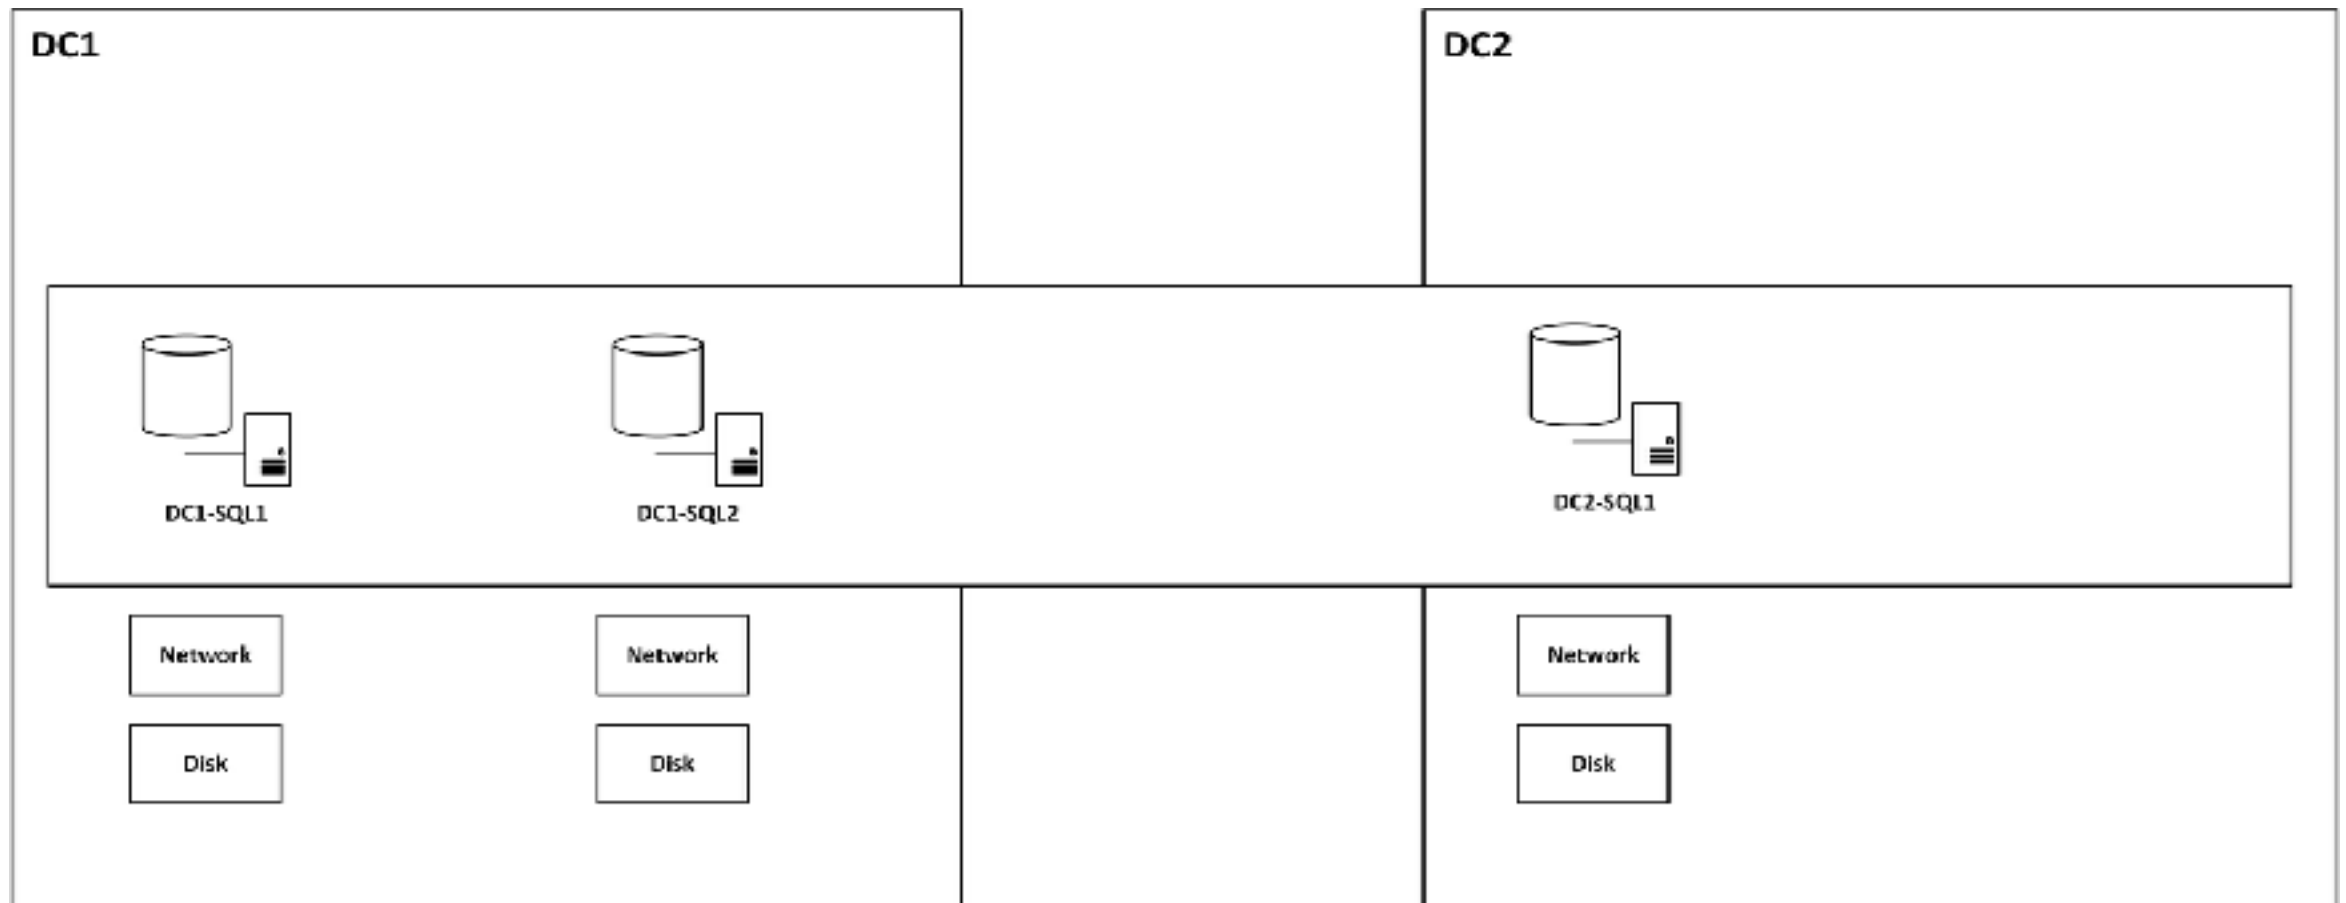 DC1
DC2
DC1-SQL1
DC1-SQL2
DC2-SQL1
Network
Network
Network
Disk
Disk
Disk